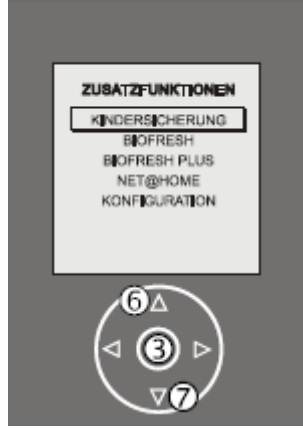 ZUSATZFUNKTIONEN
KINDERSICHERUNG
BIOFRESH
BIOFRESH PLUS
NET@HOME
KONFIGURATION
6
3
7